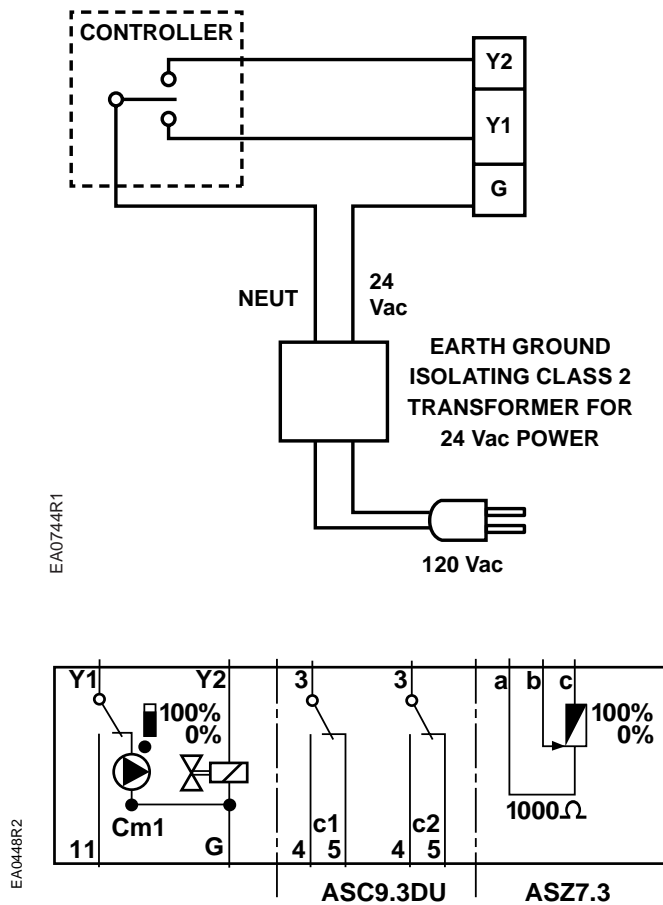 CONTROLLER
Y2
Y1
G
NEUT
24
Vac
EARTH GROUND
ISOLATING CLASS 2
TRANSFORMER FOR
24 Vac POWER
120 Vac
EA0744R1
Y1 Y2 3 3 a b c
100% 100%
0% 0%
1000Ω
Cm1 c1 c2
11 G 4 5 4 5
ASC9.3DU ASZ7.3
EA0448R2